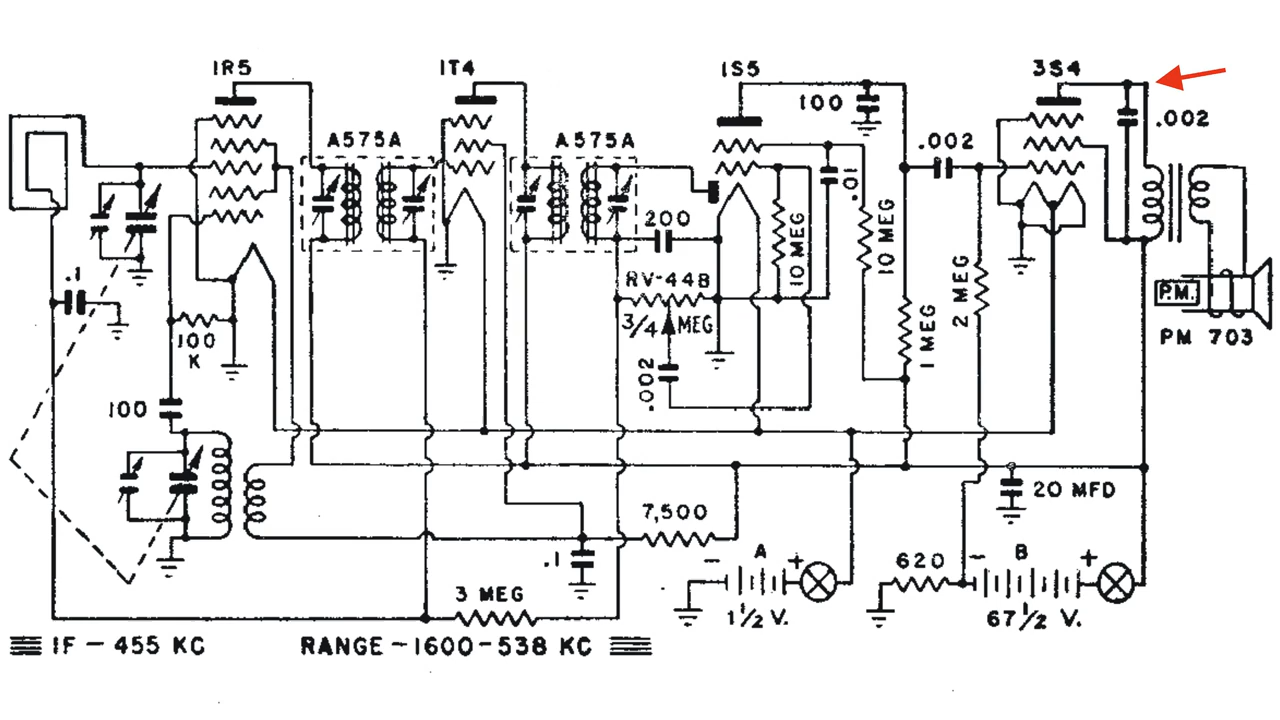 1R5
1T4
1S5
3S4
A575A
A575A
100
.002
.002
.01
200
10 MEG
10 MEG
2 MEG
1 MEG
RV-44B
3/4 MEG
.002
.1
100
K
100
P.M.
PM 703
20 MFD
7,500
.1
A
- +
1 1/2 V.
620
B
- +
67 1/2 V.
3 MEG
IF - 455 KC
RANGE - 1600 - 538 KC